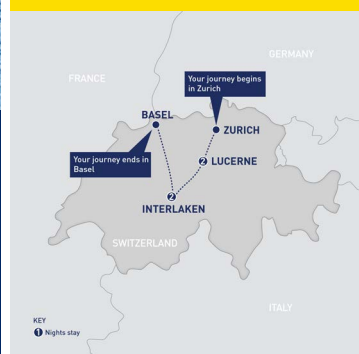 GERMANY
FRANCE
Your journey begins
in Zurich
BASEL
ZURICH
Your journey ends in
Basel
2 LUCERNE
2
INTERLAKEN
SWITZERLAND
ITALY
KEY
1 Nights stay